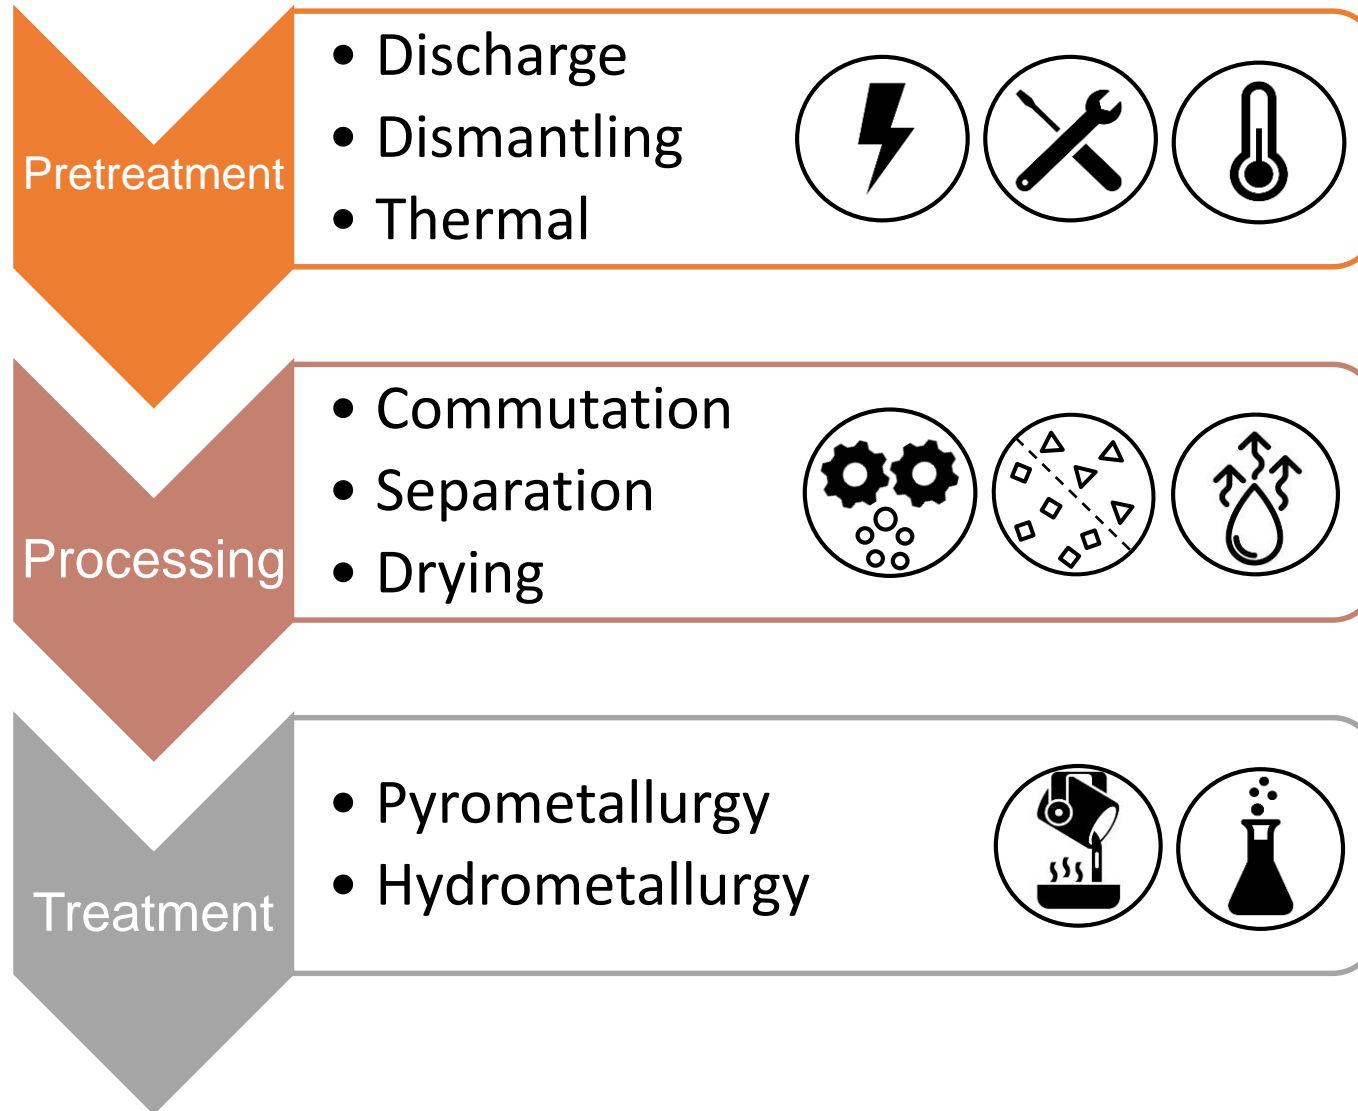 Pretreatment
• Discharge
• Dismantling
• Thermal
Processing
• Commutation
• Separation
• Drying
Treatment
• Pyrometallurgy
• Hydrometallurgy